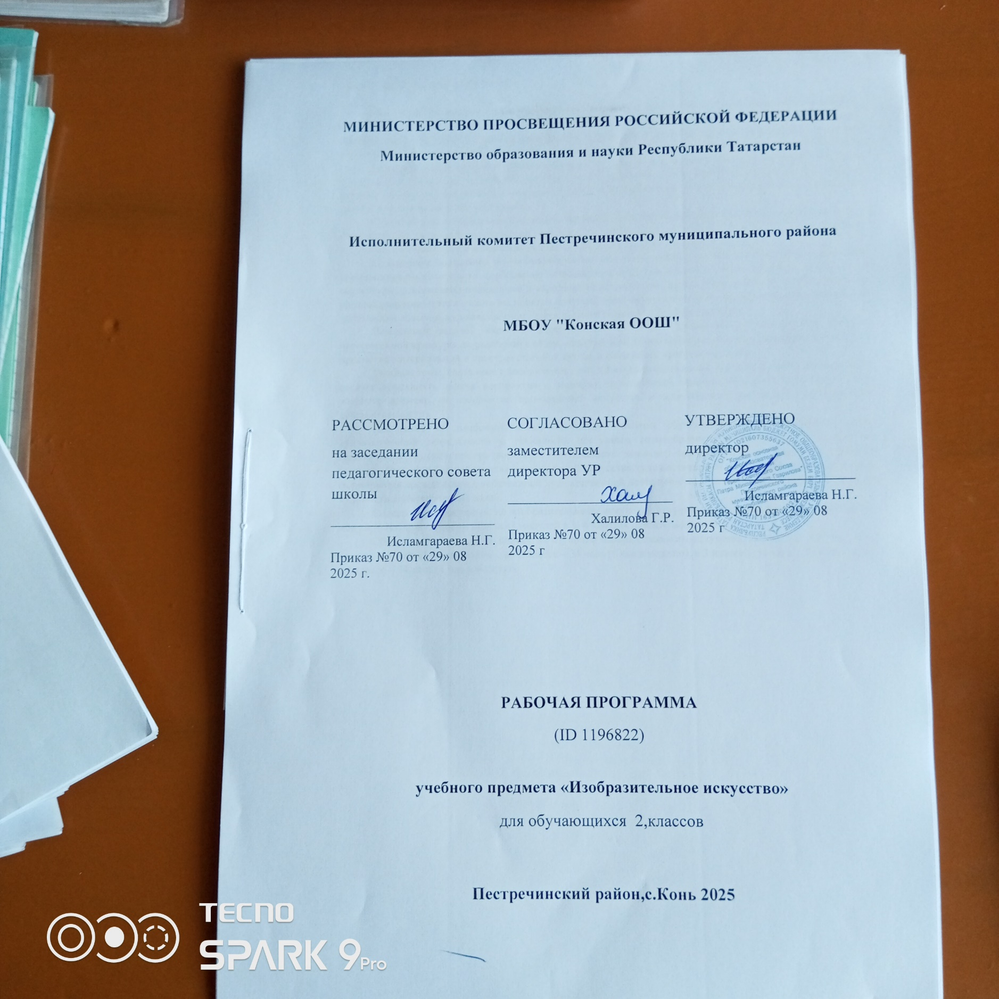 МИНИСТЕРСТВО ПРОСВЕЩЕНИЯ РОССИЙСКОЙ ФЕДЕРАЦИИ
Министерство образования и науки Республики Татарстан
Исполнительный комитет Пестречинского муниципального района
МБОУ "Конская ООШ"
РАССМОТРЕНО
на заседании
педагогического совета
школы
Исламгараева Н.Г.
Приказ №70 от «29» 08
2025 г.
СОГЛАСОВАНО
заместителем
директора УР
Халилова Г.Р.
Приказ №70 от «29» 08
2025 г
УТВЕРЖДЕНО
директор
Исламгараева Н.Г.
Приказ №70 от «29» 08
2025 г
РАБОЧАЯ ПРОГРАММА
(ID 1196822)
учебного предмета «Изобразительное искусство»
для обучающихся 2,классов
Пестречинский район,с.Конь 2025
TECNO
SPARK 9Pro